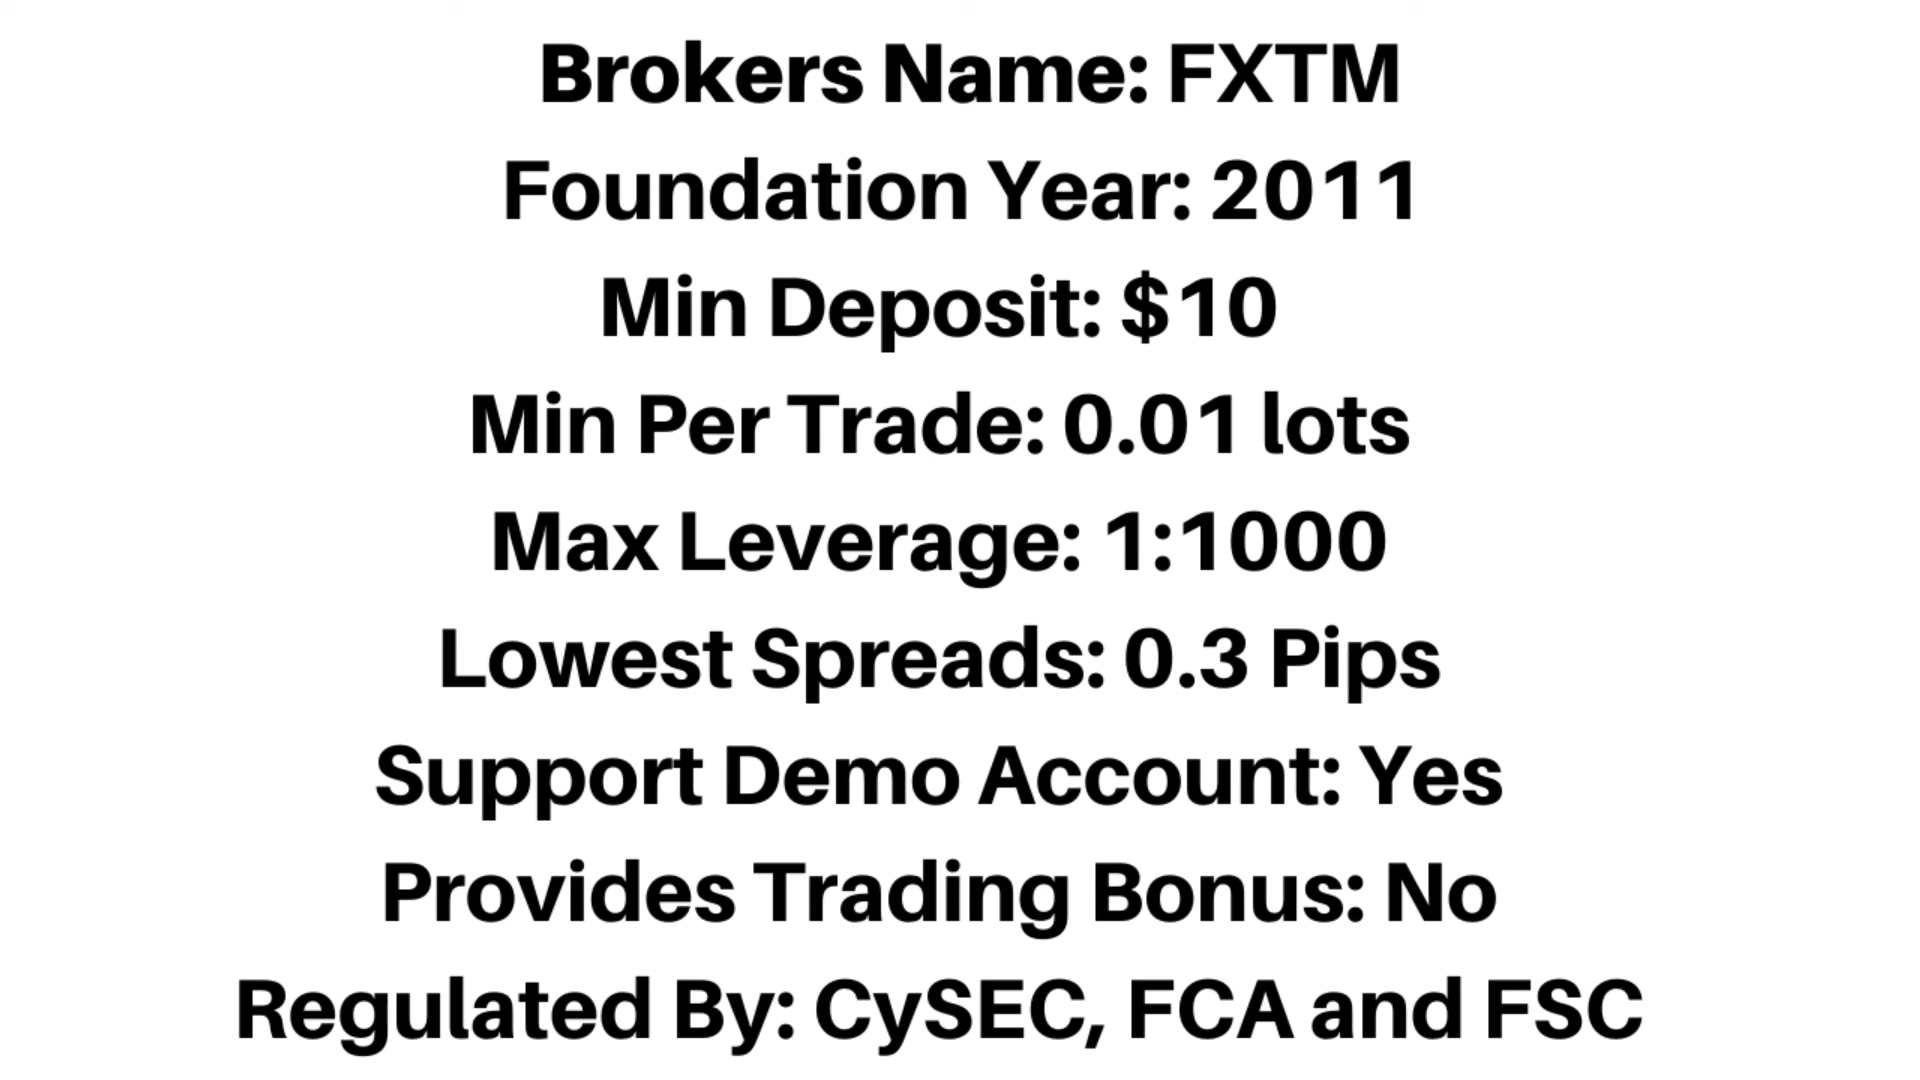 Brokers Name: FXTM
Foundation Year: 2011
Min Deposit: $10
Min Per Trade: 0.01 lots
Max Leverage: 1:1000
Lowest Spreads: 0.3 Pips
Support Demo Account: Yes
Provides Trading Bonus: No
Regulated By: CySEC, FCA and FSC